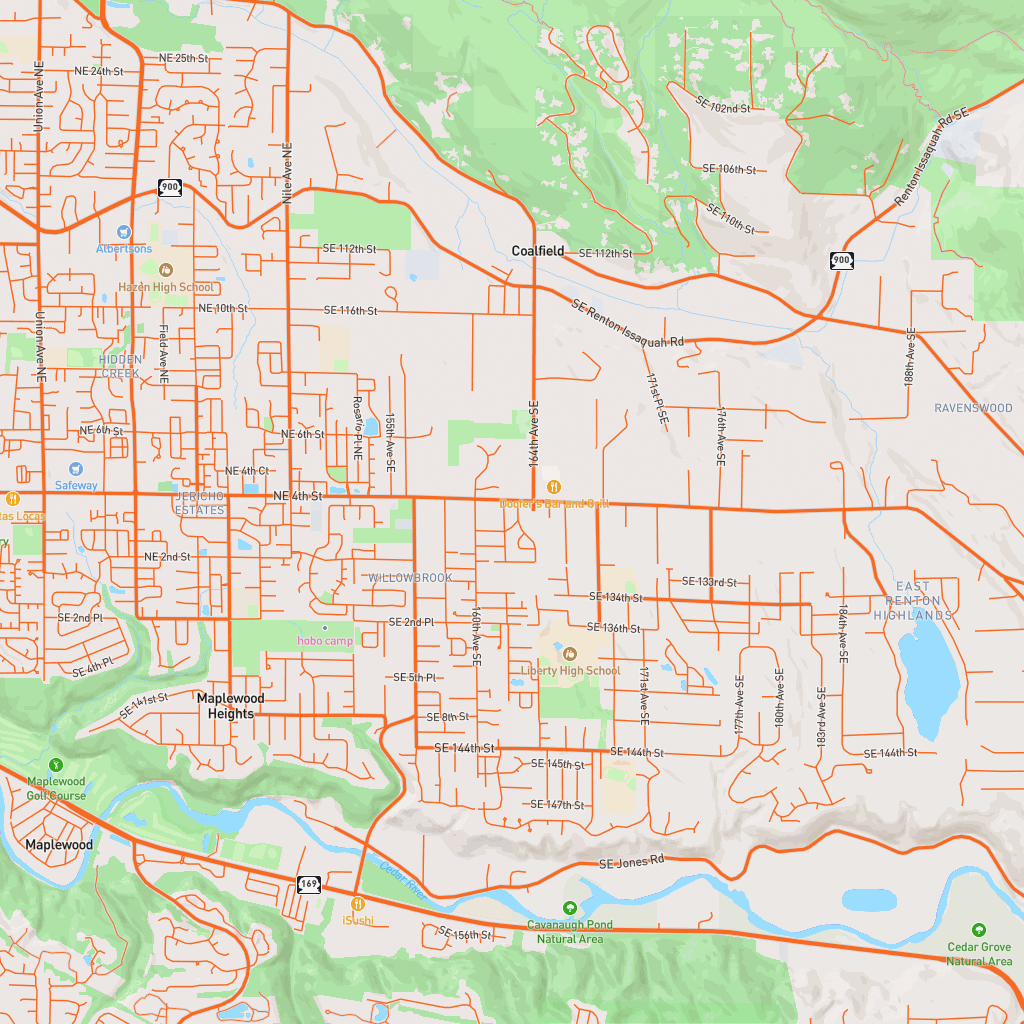 NE 25th St
NE 24th St
Union Ave NE
SE 102nd St
Renton Issaquah Rd SE
900
Nile Ave NE
SE 106th St
SE 110th St
Albertsons
SE 112th St
Coalfield
SE 112th St
900
Hazen High School
NE 10th St
SE 116th St
SE Renton Issaquah Rd
Union Ave NE
Field Ave NE
HIDDEN
CREEK
188th Ave SE
171st Pl SE
RAVENSWOOD
Rosario Pl NE
155th Ave SE
164th Ave SE
176th Ave SE
NE 6th St
NE 6th St
Safeway
NE 4th Ct
JERICHO
ESTATES
NE 4th St
Dooler's Bar and Grill
tas Locas
ry
NE 2nd St
WILLOWBROOK
SE 133rd St
EAST
RENTON
HIGHLANDS
SE 134th St
SE 2nd Pl
SE 2nd Pl
160th Ave SE
SE 136th St
184th Ave SE
hobo camp
Liberty High School
SE 4th Pl
SE 5th Pl
171st Ave SE
177th Ave SE
180th Ave SE
183rd Ave SE
SE 141st St
Maplewood
Heights
SE 8th St
SE 144th St
SE 144th St
SE 144th St
SE 145th St
Maplewood
Golf Course
SE 147th St
Maplewood
SE Jones Rd
Cedar River
169
iSushi
SE 156th St
Cavanaugh Pond
Natural Area
Cedar Grove
Natural Area